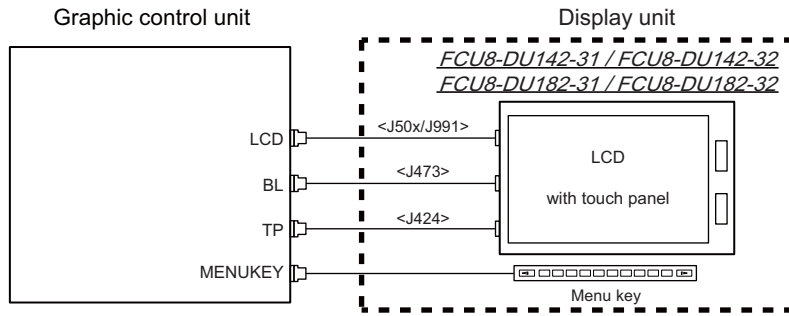 Graphic control unit
Display unit
FCU8-DU142-31 / FCU8-DU142-32
FCU8-DU182-31 / FCU8-DU182-32
LCD
<J50x/J991>
LCD
with touch panel
BL
<J473>
TP
<J424>
MENUKEY
Menu key